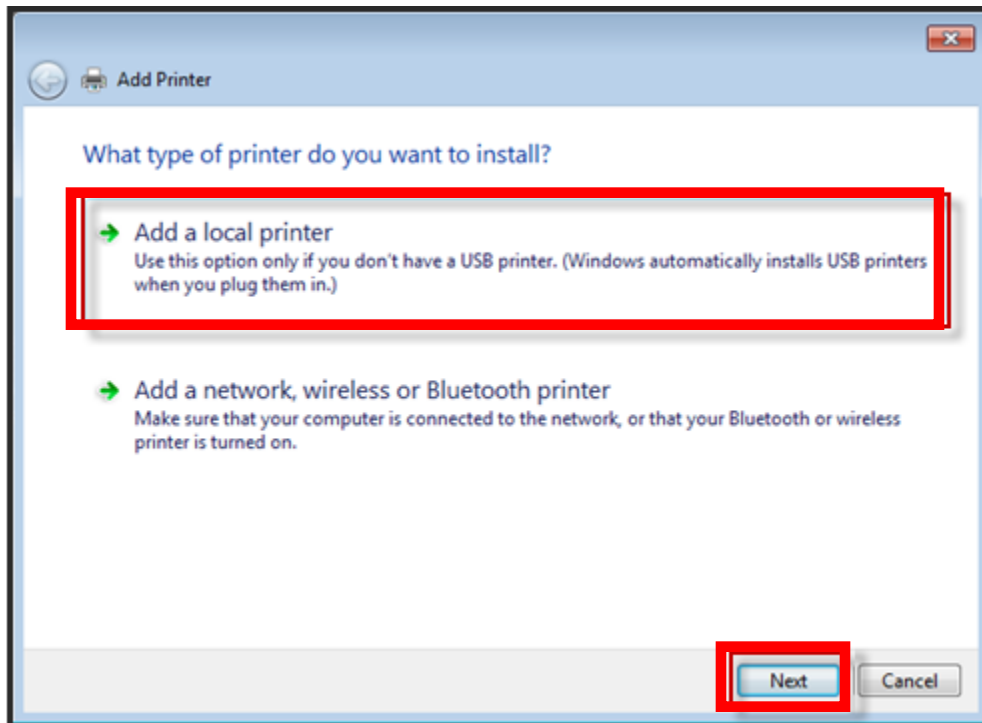 Add Printer
What type of printer do you want to install?
Add a local printer
Use this option only if you don't have a USB printer. (Windows automatically installs USB printers
when you plug them in.)
Add a network, wireless or Bluetooth printer
Make sure that your computer is connected to the network, or that your Bluetooth or wireless
printer is turned on.
Next Cancel